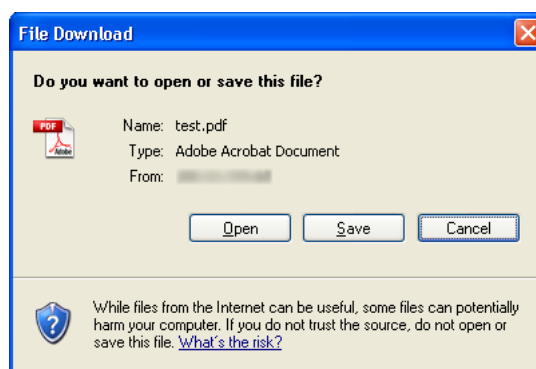 File Download
Do you want to open or save this file?
PDF
Adobe
Name: test.pdf
Type: Adobe Acrobat Document
From:
Open
Save
Cancel
While files from the Internet can be useful, some files can potentially
harm your computer. If you do not trust the source, do not open or
save this file. What's the risk?